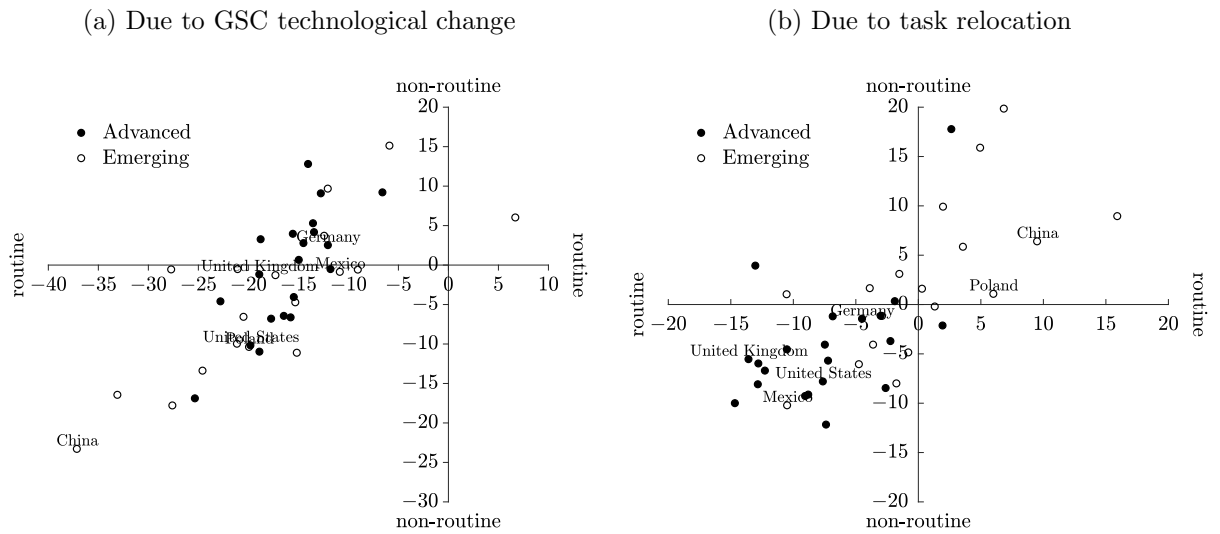 (a) Due to GSC technological change
non-routine
20
15
10
5
0
−5
−10
−15
−20
−25
−30
non-routine
−40 −35 −30 −25 −20 −15 −10 −5 0 5 10
routine
routine
Advanced
Emerging
Germany
United Kingdom
Mexico
United States
Poland
China
(b) Due to task relocation
non-routine
20
15
10
5
0
−5
−10
−15
−20
non-routine
−20 −15 −10 −5 0 5 10 15 20
routine
routine
Advanced
Emerging
China
Poland
Germany
United Kingdom
United States
Mexico